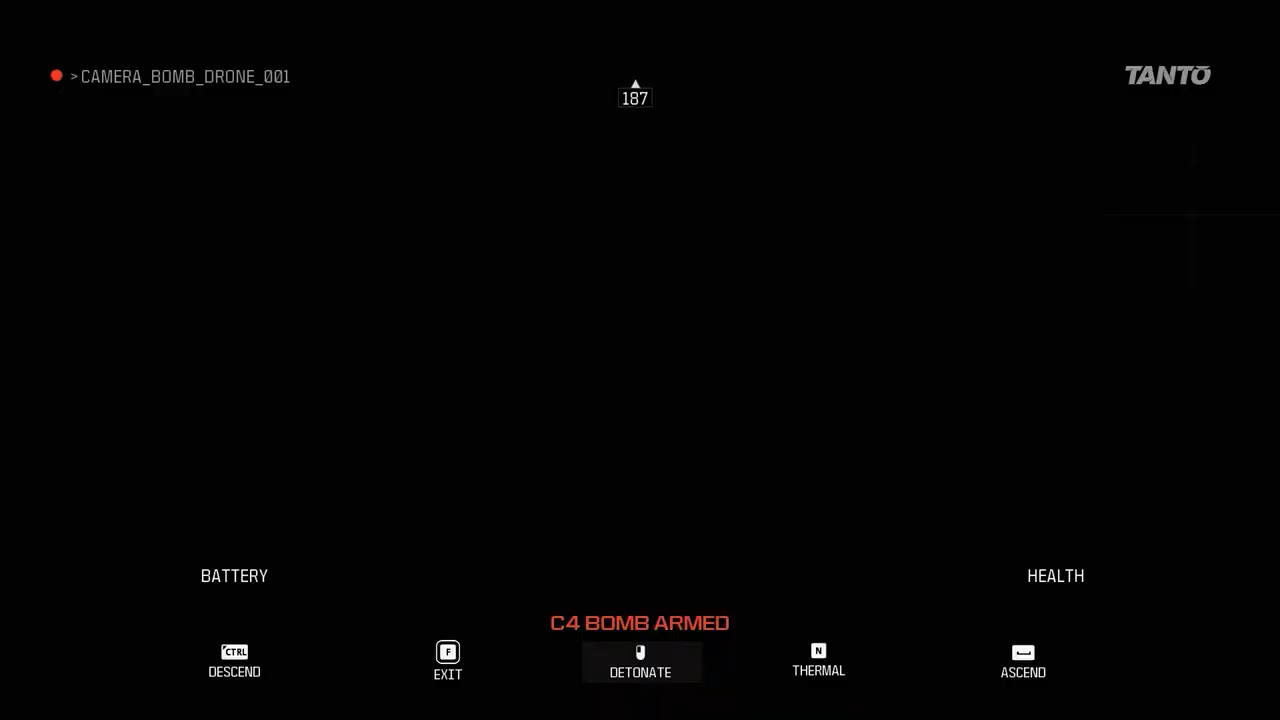 >CAMERA_BOMB_DRONE_001
187
TANTO
BATTERY
HEALTH
C4 BOMB ARMED
CTRL
DESCEND
F
EXIT
DETONATE
N
THERMAL
ASCEND